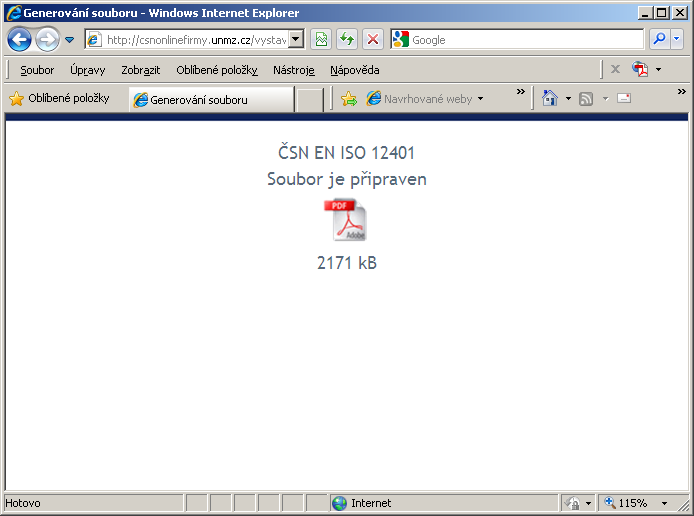 Generování souboru - Windows Internet Explorer
http://csnonlinefirmy.unmz.cz/vystav
Google
Soubor Úpravy Zobrazit Oblíbené položky Nástroje Nápověda
Oblíbené položky
Generování souboru
Navrhované weby
ČSN EN ISO 12401
Soubor je připraven
PDF
Adobe
2171 kB
Hotovo
Internet
115%